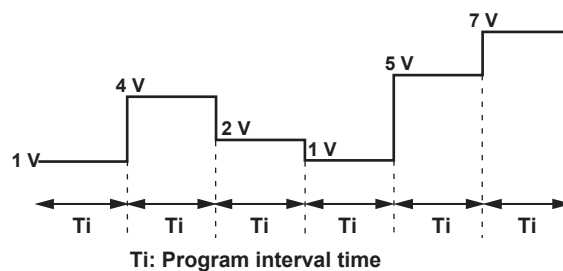 7 V
5 V
4 V
2 V
1 V
1 V
Ti Ti Ti Ti Ti Ti
Ti: Program interval time